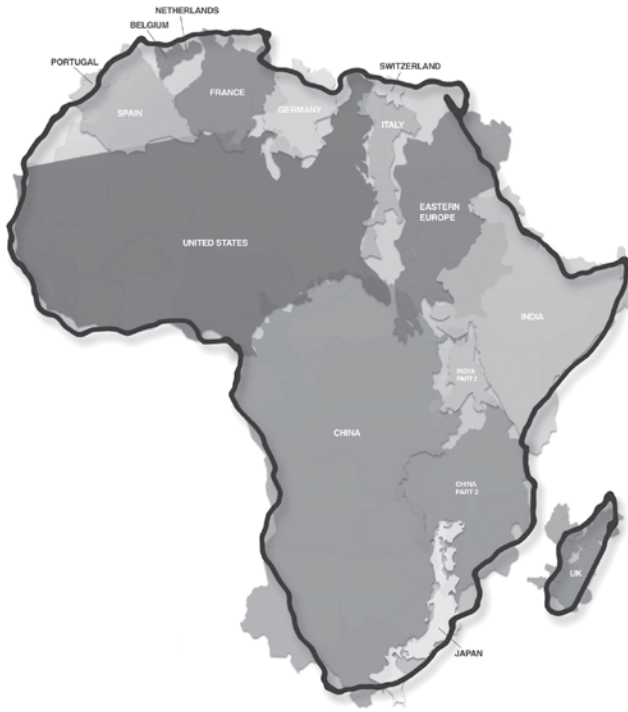 NETHERLANDS
BELGIUM
PORTUGAL
SWITZERLAND
SPAIN
FRANCE
GERMANY
ITALY
UNITED STATES
EASTERN
EUROPE
INDIA
INDIA
PART 2
CHINA
CHINA
PART 2
UK
JAPAN